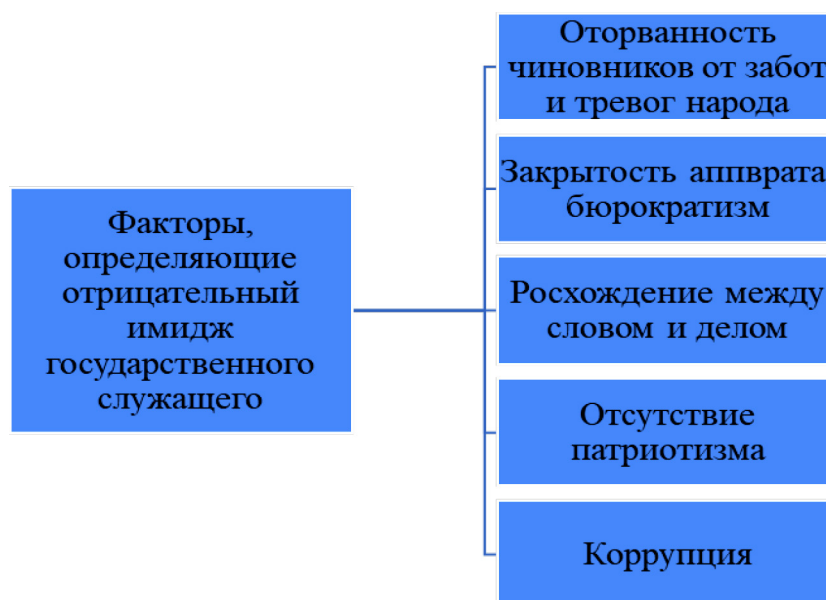 Факторы,
определяющие
отрицательный
имидж
государственного
служащего
Оторванность
чиновников от забот
и тревог народа
Закрытость аппврата
бюрократизм
Росхождение между
словом и делом
Отсутствие
патриотизма
Коррупция